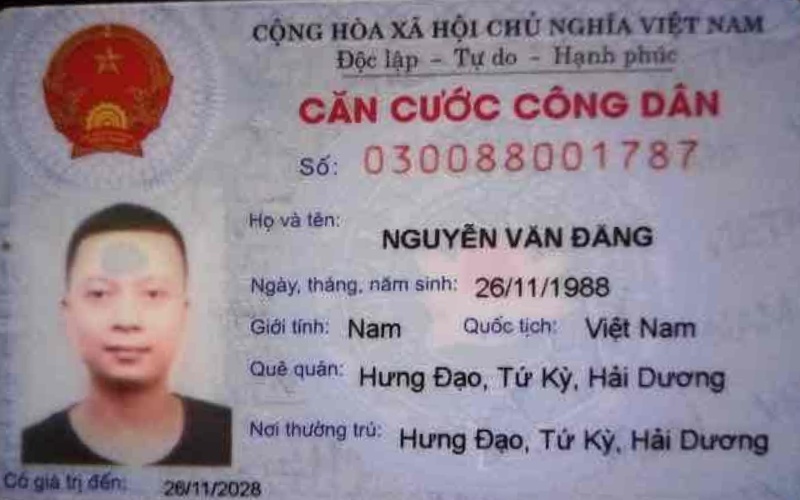 CỘNG HÒA XÃ HỘI CHỦ NGHĨA VIỆT NAM
Độc lập - Tự do - Hạnh phúc
CĂN CƯỚC CÔNG DÂN
Số: 030088001787
Họ và tên:
NGUYỄN VĂN ĐĂNG
Ngày, tháng, năm sinh: 26/11/1988
Giới tính: Nam Quốc tịch: Việt Nam
Quê quán: Hưng Đạo, Tứ Kỳ, Hải Dương
Nơi thường trú: Hưng Đạo, Tứ Kỳ, Hải Dương
Có giá trị đến: 26/11/2028